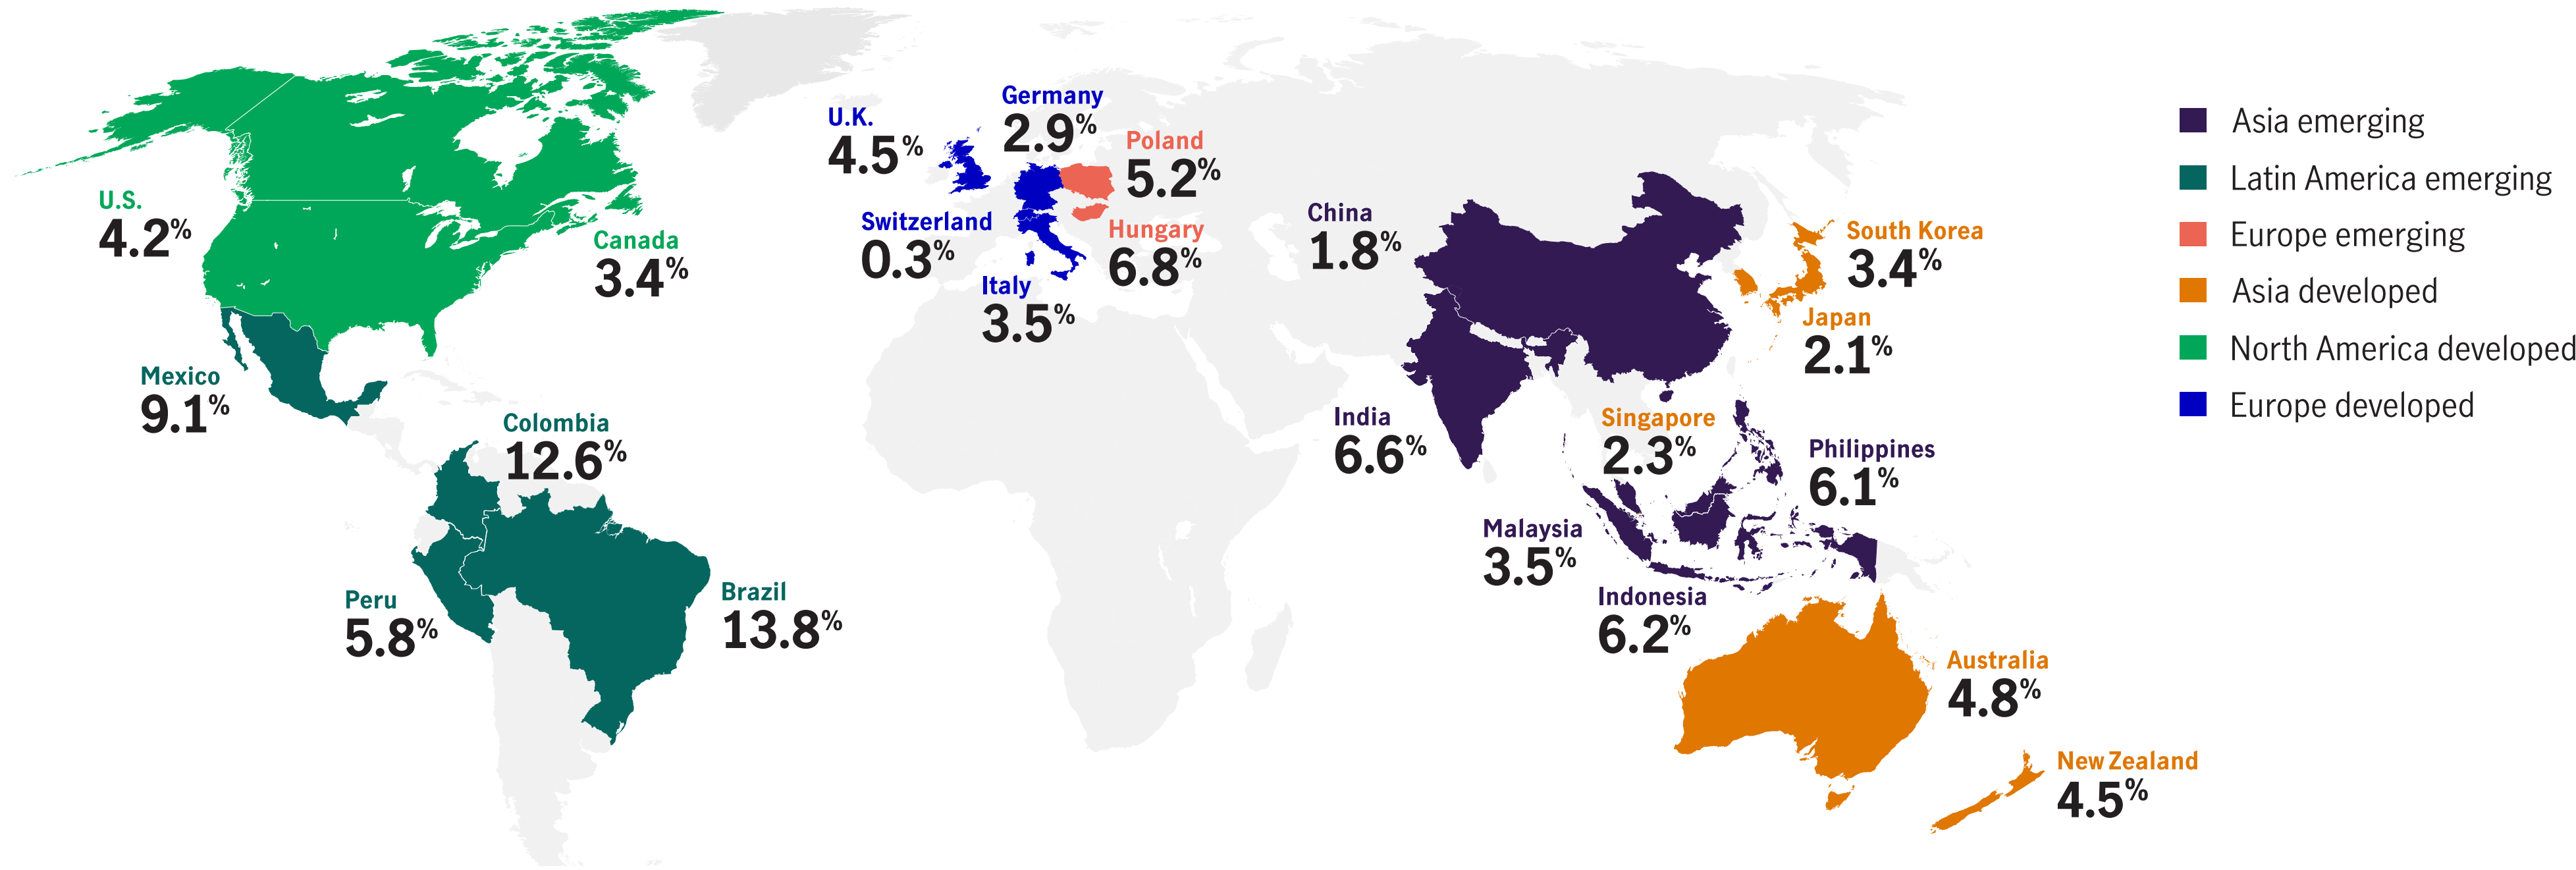 U.S.
4.2%
Canada
3.4%
Mexico
9.1%
Colombia
12.6%
Peru
5.8%
Brazil
13.8%
U.K.
4.5%
Germany
2.9%
Poland
5.2%
Switzerland
0.3%
Hungary
6.8%
Italy
3.5%
China
1.8%
South Korea
3.4%
Japan
2.1%
India
6.6%
Singapore
2.3%
Philippines
6.1%
Malaysia
3.5%
Indonesia
6.2%
Australia
4.8%
New Zealand
4.5%
Asia emerging
Latin America emerging
Europe emerging
Asia developed
North America developed
Europe developed